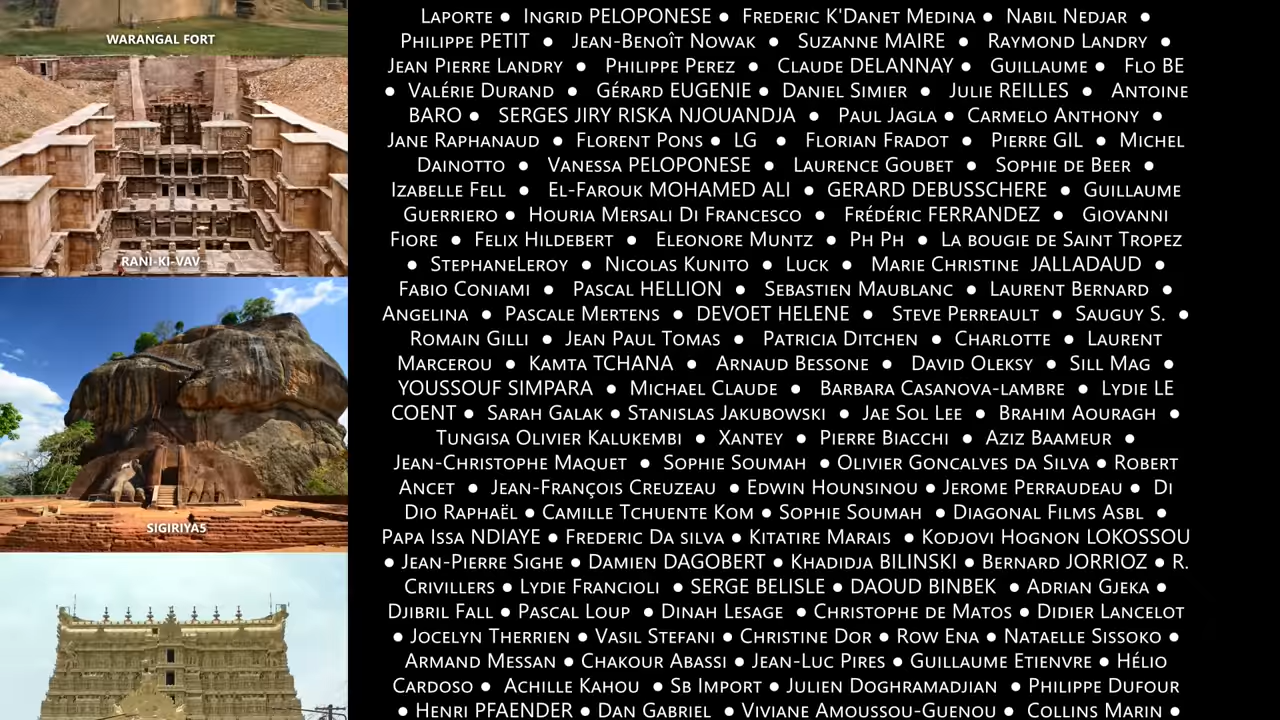 WARANGAL FORT
RANI-KI-VAV
SIGIRIYA5
Laporte ● Ingrid PELOPONESE ● Frederic K'Danet Medina ● Nabil Nedjar ●
Philippe PETIT ● Jean-Benoît Nowak ● Suzanne MAIRE ● Raymond Landry ●
Jean Pierre Landry ● Philippe Perez ● Claude DELANNAY ● Guillaume ● Flo BE
● Valérie Durand ● Gérard EUGENIE ● Daniel Simier ● Julie REILLES ● Antoine
BARO ● SERGES JIRY RISKA NJOUANDJA ● Paul Jagla ● Carmelo Anthony ●
Jane Raphanaud ● Florent Pons ● LG ● Florian Fradot ● Pierre GIL ● Michel
Dainotto ● Vanessa PELOPONESE ● Laurence Goubet ● Sophie de Beer ●
Izabelle Fell ● El-Farouk MOHAMED ALI ● GERARD DEBUSSCHERE ● Guillaume
Guerriero ● Houria Mersali Di Francesco ● Frédéric FERRANDEZ ● Giovanni
Fiore ● Felix Hildebert ● Eleonore Muntz ● Ph Ph ● La bougie de Saint Tropez
● StephaneLeroy ● Nicolas Kunito ● Luck ● Marie Christine JALLADAUD ●
Fabio Coniami ● Pascal HELLION ● Sebastien Maublanc ● Laurent Bernard ●
Angelina ● Pascale Mertens ● DEVOET HELENE ● Steve Perreault ● Sauguy S. ●
Romain Gilli ● Jean Paul Tomas ● Patricia Ditchen ● Charlotte ● Laurent
Marcerou ● Kamta TCHANA ● Arnaud Bessone ● David Oleksy ● Sill Mag ●
YOUSSOUF SIMPARA ● Michael Claude ● Barbara Casanova-lambre ● Lydie LE
COENT ● Sarah Galak ● Stanislas Jakubowski ● Jae Sol Lee ● Brahim Aouragh ●
Tungisa Olivier Kalukembi ● Xantey ● Pierre Biacchi ● Aziz Baameur ●
Jean-Christophe Maquet ● Sophie Soumah ● Olivier Goncalves da Silva ● Robert
Ancet ● Jean-François Creuzeau ● Edwin Hounsinou ● Jerome Perraudeau ● Di
Dio Raphaël ● Camille Tchuente Kom ● Sophie Soumah ● Diagonal Films Asbl ●
Papa Issa NDIAYE ● Frederic Da silva ● Kitatire Marais ● Kodjovi Hognon LOKOSSOU
● Jean-Pierre Sighe ● Damien DAGOBERT ● Khadidja BILINSKI ● Bernard JORRIOZ ● R.
Crivillers ● Lydie Francioli ● SERGE BELISLE ● DAOUD BINBEK ● Adrian Gjeka ●
Djibril Fall ● Pascal Loup ● Dinah Lesage ● Christophe de Matos ● Didier Lancelot
● Jocelyn Therrien ● Vasil Stefani ● Christine Dor ● Row Ena ● Nataelle Sissoko ●
Armand Messan ● Chakour Abassi ● Jean-Luc Pires ● Guillaume Etienvre ● Hélio
Cardoso ● Achille Kahou ● Sb Import ● Julien Doghramadjian ● Philippe Dufour
● Henri PFAENDER ● Dan Gabriel ● Viviane Amoussou-Guenou ● Collins Marin ●